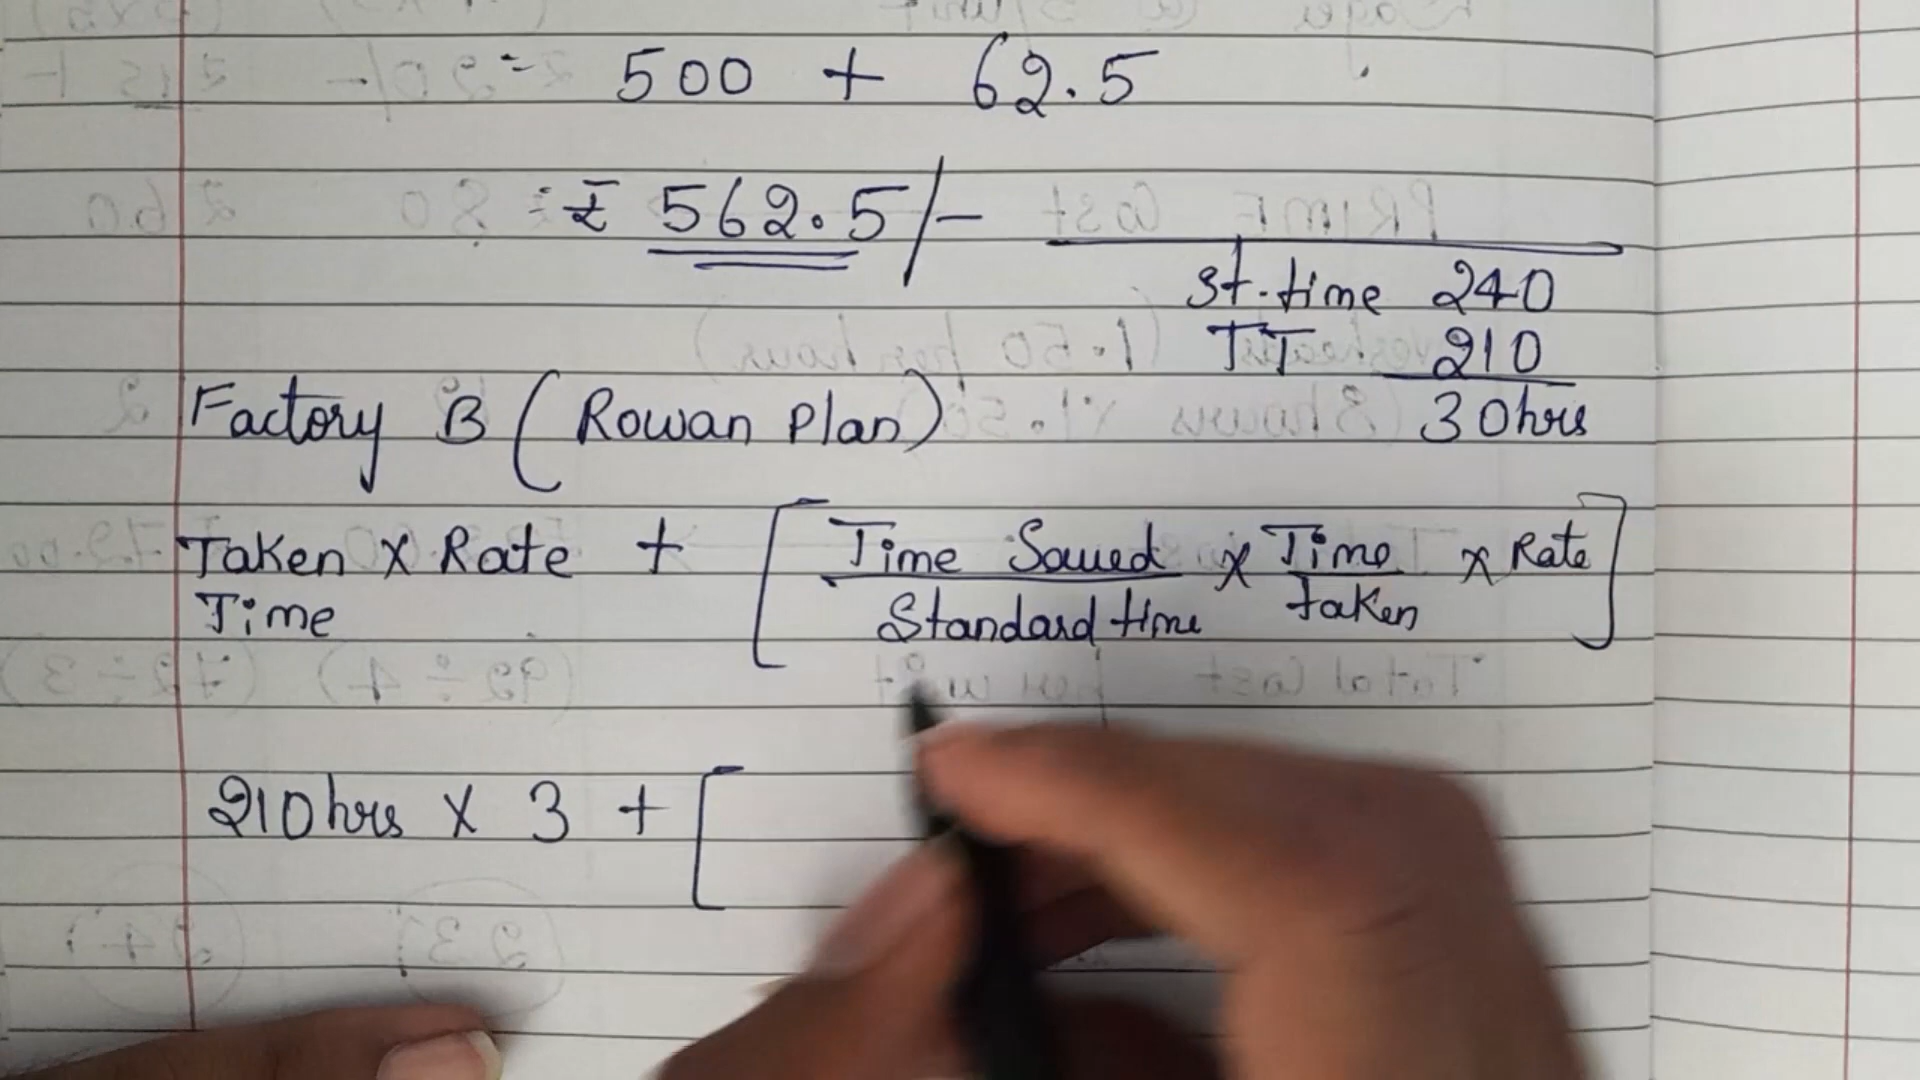 500 + 62.5
= ₹ 562.5/-
St. time 240
TT 210
30hrs
Factory B (Rowan Plan)
Taken X Rate + [ Time Saved x Time x Rate ]
Time Standard time taken
210hrs X 3 + [